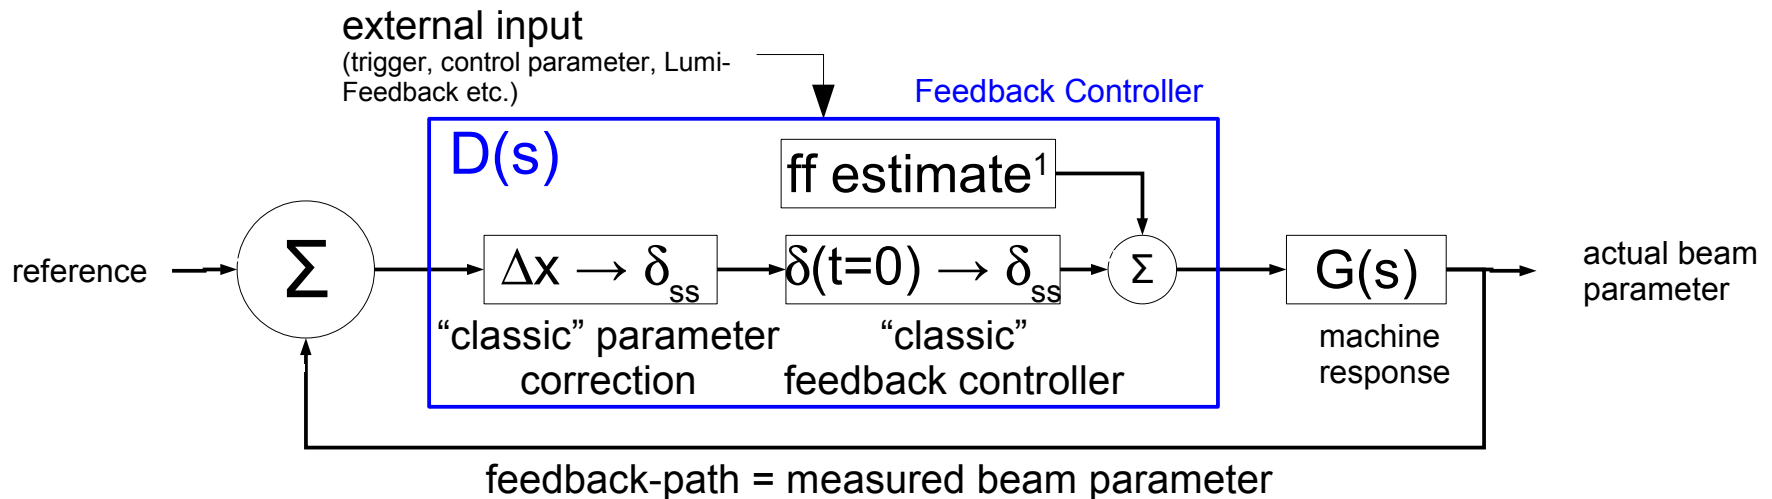 external input
(trigger, control parameter, Lumi-
Feedback etc.)
Feedback Controller
D(s)
ff estimate¹
reference
Σ
Δx → δss
δ(t=0) → δss
Σ
G(s)
actual beam
parameter
“classic” parameter
correction
“classic”
feedback controller
machine
response
feedback-path = measured beam parameter